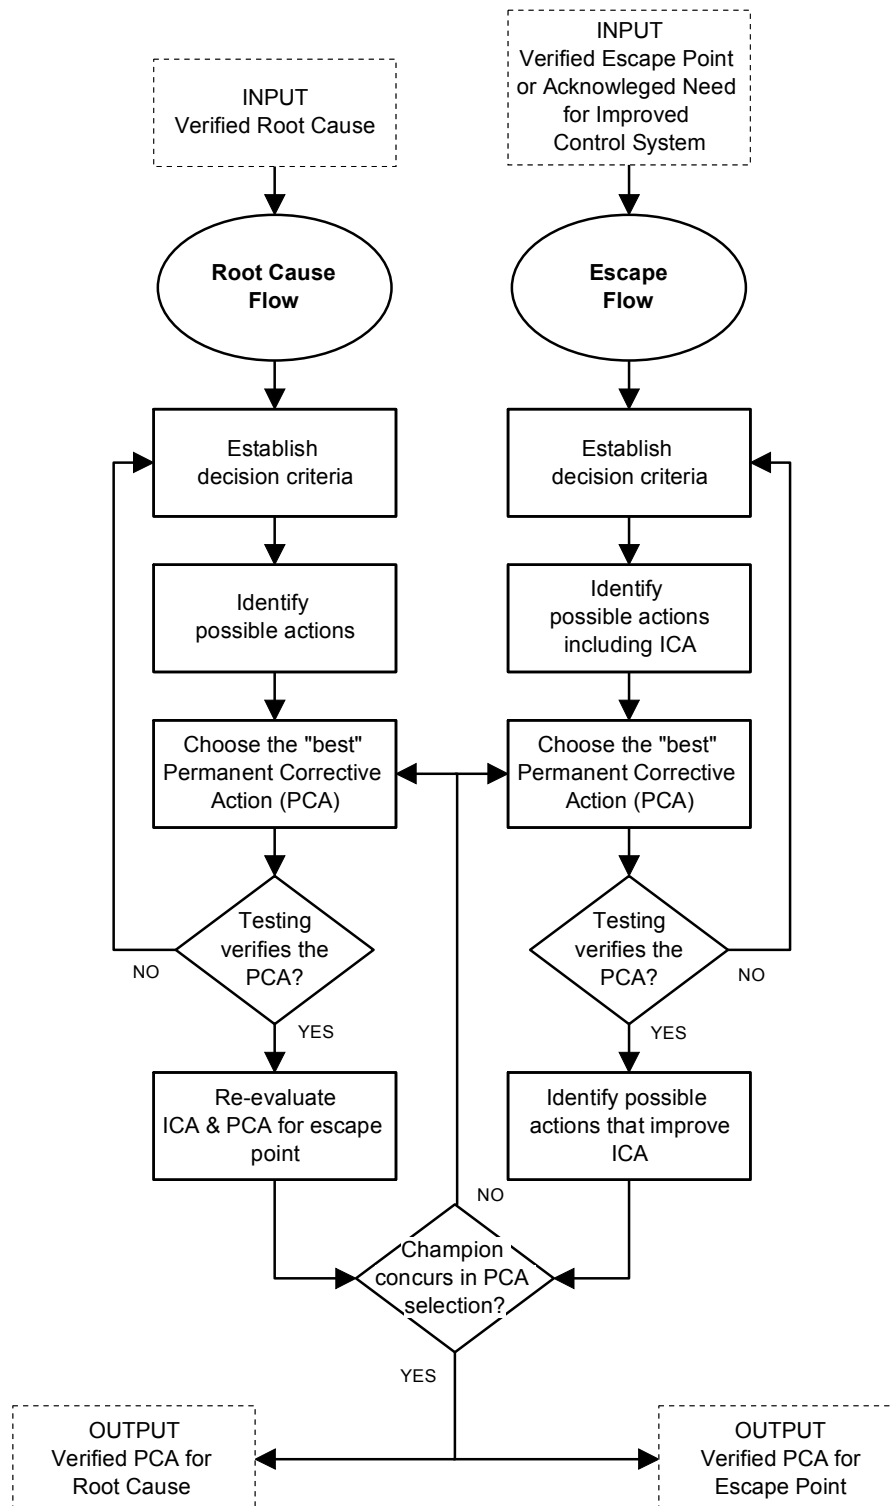 INPUT
Verified Root Cause
INPUT
Verified Escape Point
or Acknowleged Need
for Improved
Control System
Root Cause
Flow
Escape
Flow
Establish
decision criteria
Establish
decision criteria
Identify
possible actions
Identify
possible actions
including ICA
Choose the "best"
Permanent Corrective
Action (PCA)
Choose the "best"
Permanent Corrective
Action (PCA)
Testing
verifies the
PCA?
Testing
verifies the
PCA?
NO
NO
YES
YES
Re-evaluate
ICA & PCA for escape
point
Identify possible
actions that improve
ICA
NO
Champion
concurs in PCA
selection?
YES
OUTPUT
Verified PCA for
Root Cause
OUTPUT
Verified PCA for
Escape Point